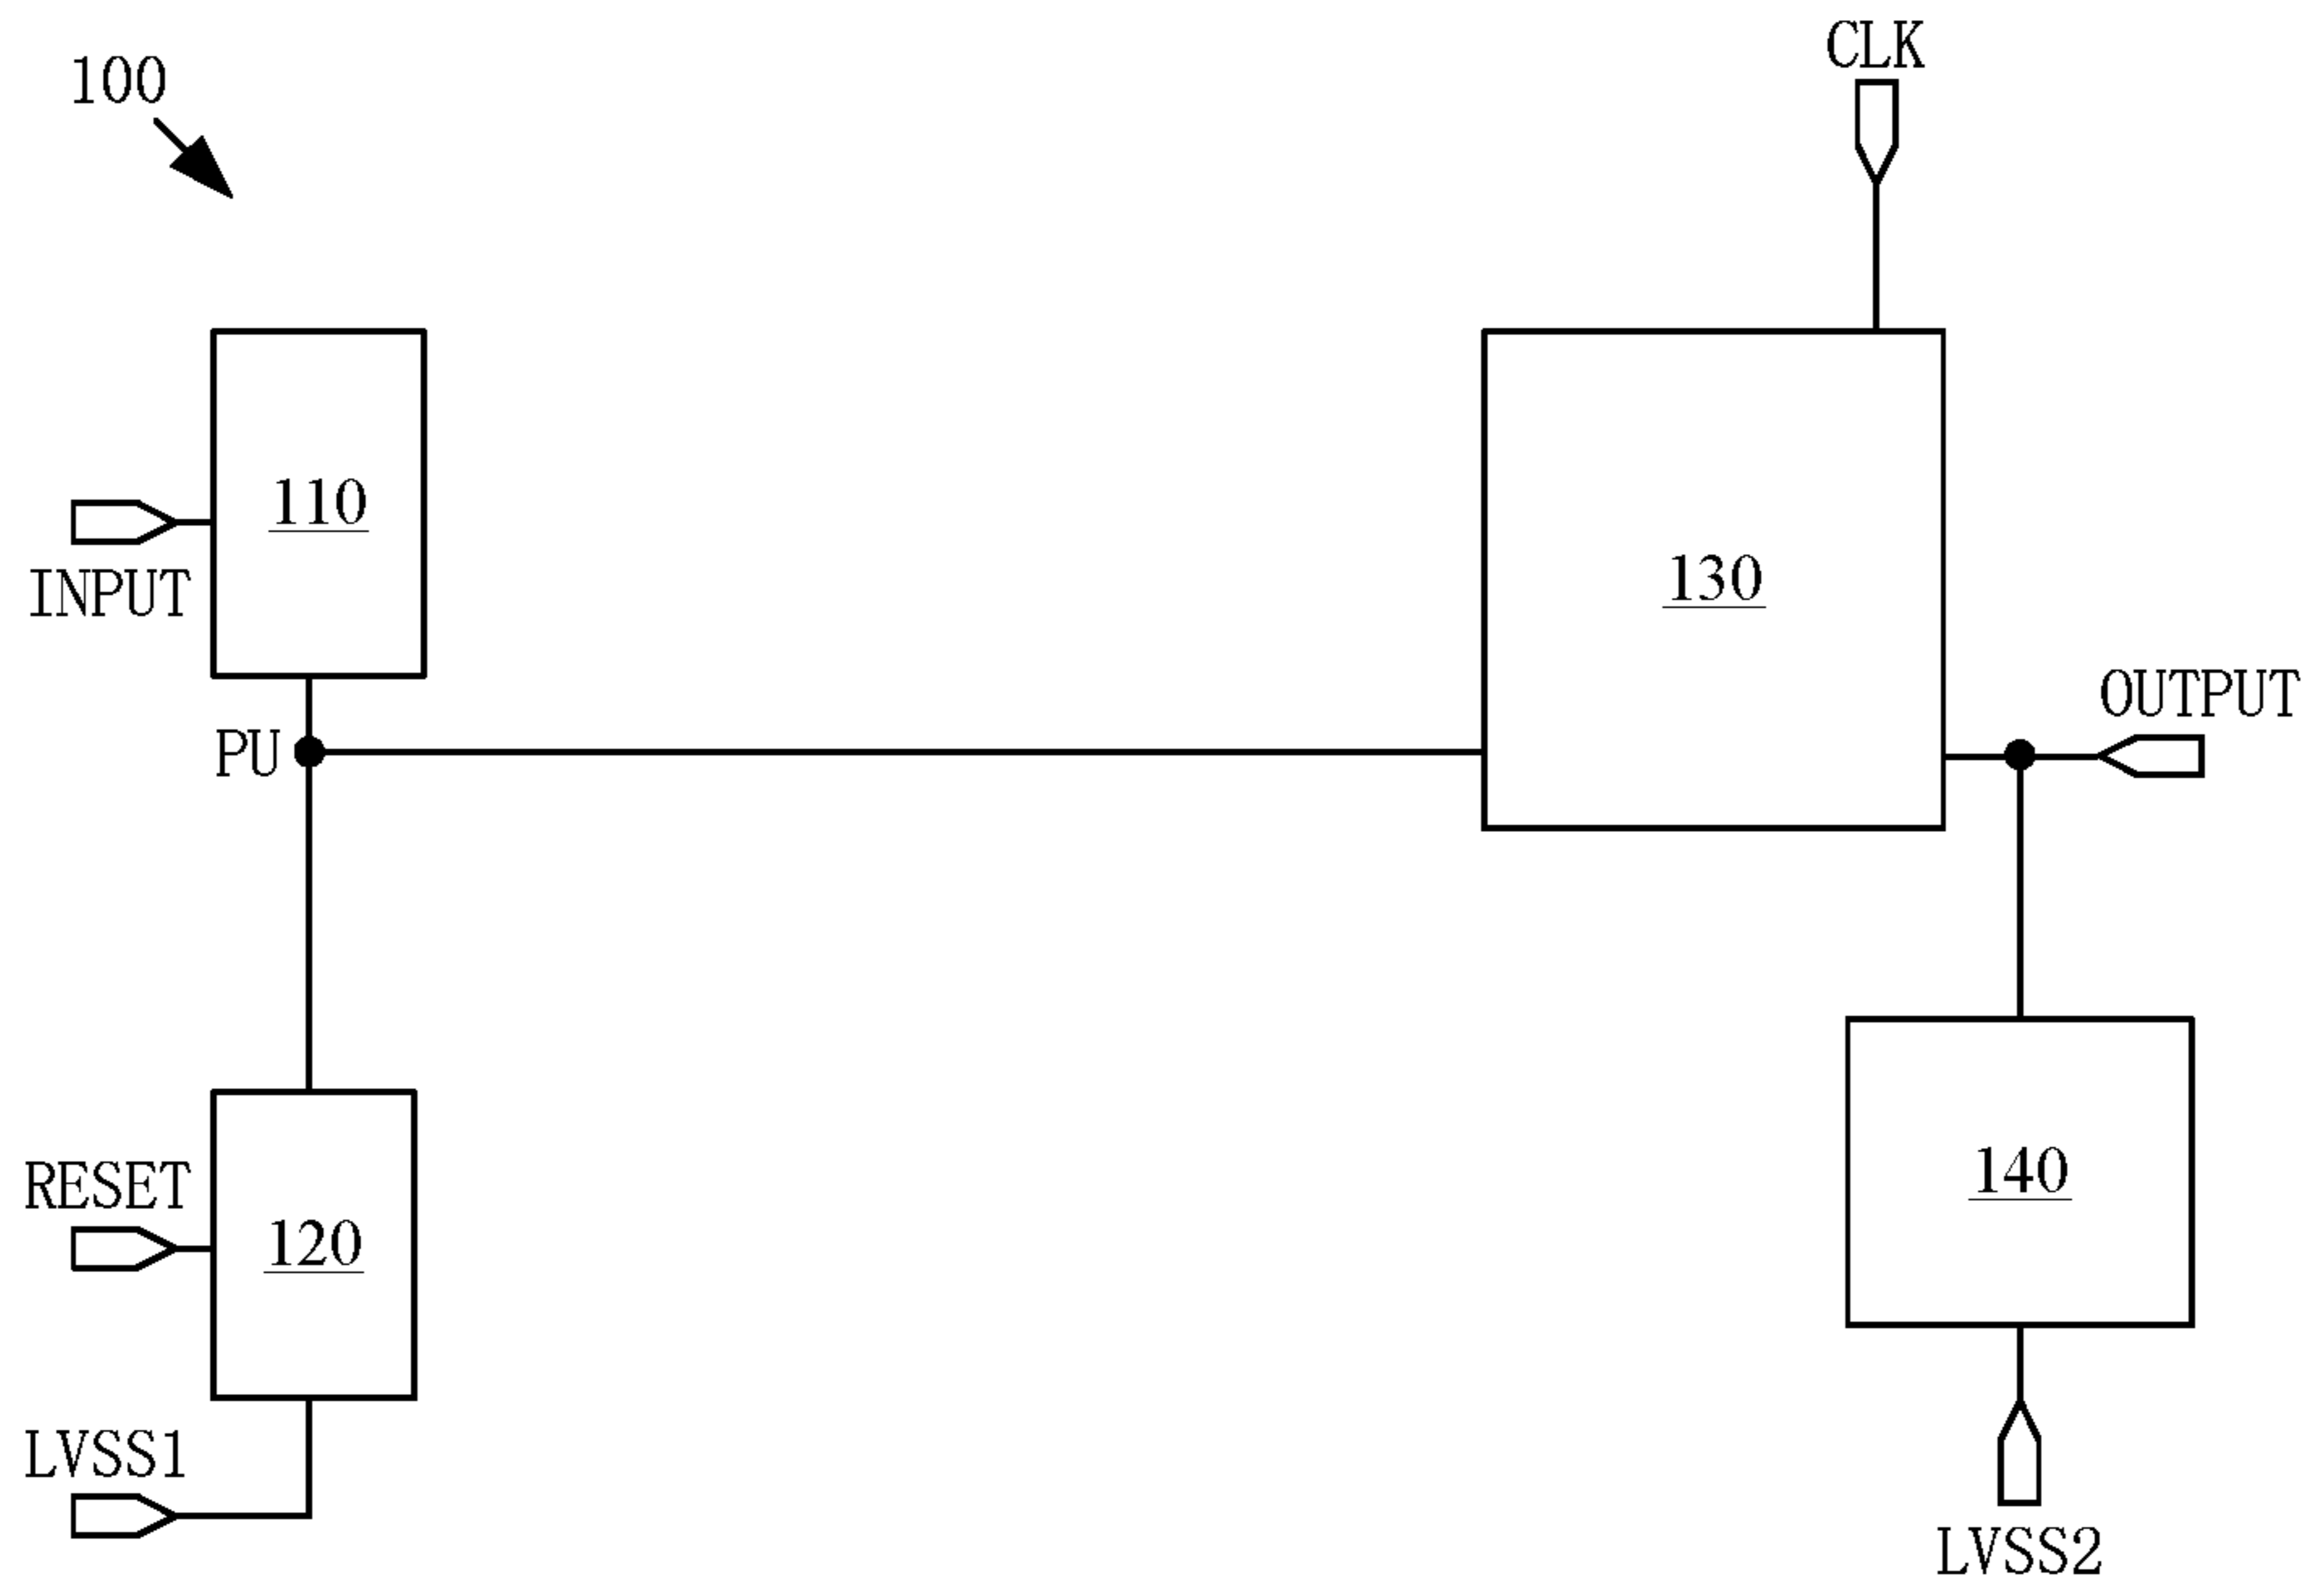 CLK
100
110
INPUT
130
OUTPUT
PU
RESET
140
120
LVSS1
LVSS2